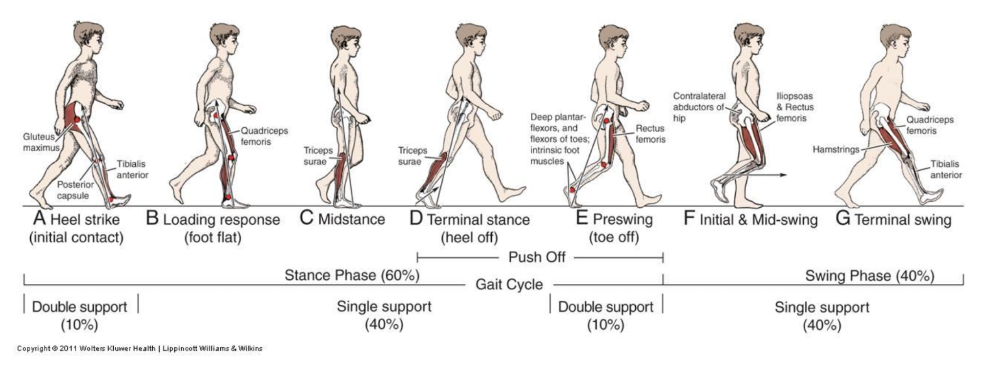 Gluteus
maximus
Posterior
capsule
Tibialis
anterior
A Heel strike
(initial contact)
Quadriceps
femoris
B Loading response
(foot flat)
Triceps
surae
C Midstance
Triceps
surae
D Terminal stance
(heel off)
Deep plantar-
flexors, and
flexors of toes;
intrinsic foot
muscles
Rectus
femoris
E Preswing
(toe off)
Contralateral
abductors of
hip
Iliopsoas
& Rectus
femoris
F Initial & Mid-swing
Quadriceps
femoris
Hamstrings
Tibialis
anterior
G Terminal swing
Push Off
Stance Phase (60%)
Swing Phase (40%)
Gait Cycle
Double support
(10%)
Single support
(40%)
Double support
(10%)
Single support
(40%)
Copyright © 2011 Wolters Kluwer Health | Lippincott Williams & Wilkins